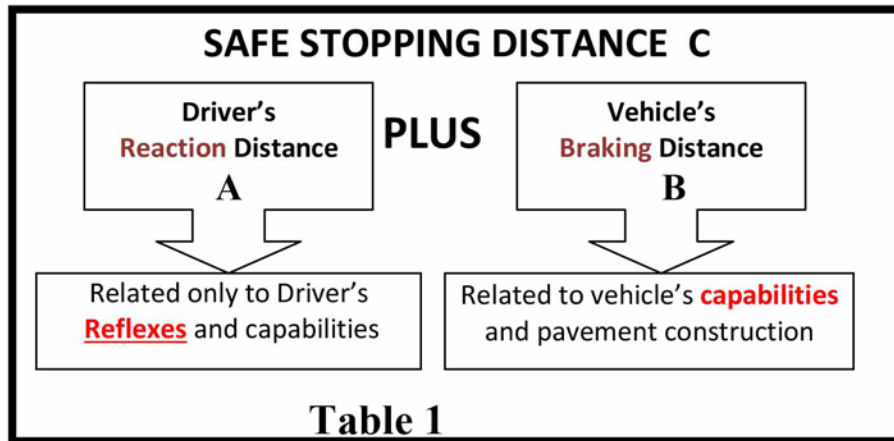 SAFE STOPPING DISTANCE C
Driver's
Reaction Distance
A
PLUS
Vehicle's
Braking Distance
B
Related only to Driver's
Reflexes and capabilities
Related to vehicle's capabilities
and pavement construction
Table 1